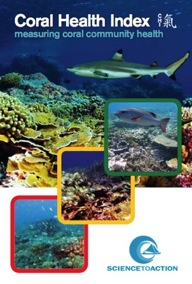 Coral Health Index
measuring coral community health
SCIENCETOACTION